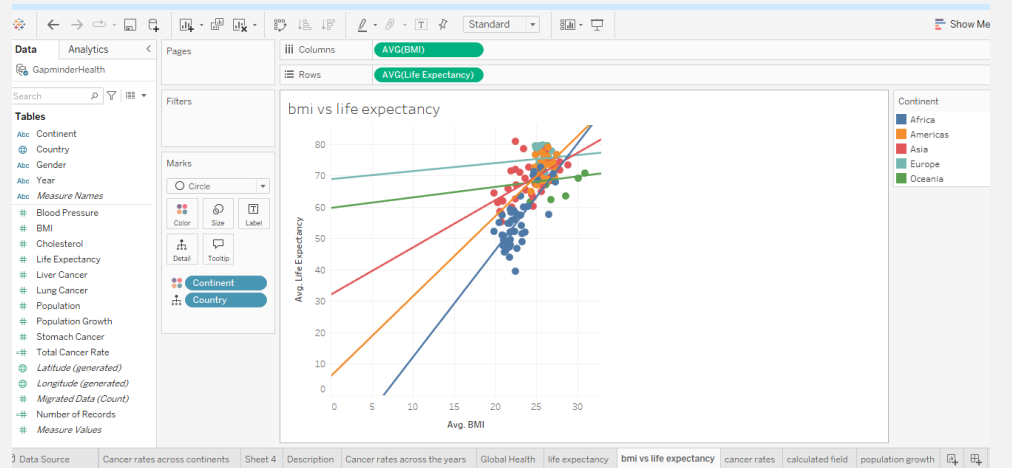 Standard
Show Me
Data
Analytics
Pages
Columns
AVG(BMI)
GapminderHealth
Rows
AVG(Life Expectancy)
Search
Tables
Abc Continent
Country
Abc Gender
Abc Year
Abc Measure Names
# Blood Pressure
# BMI
# Cholesterol
# Life Expectancy
# Liver Cancer
# Lung Cancer
# Population
# Population Growth
# Stomach Cancer
=# Total Cancer Rate
Latitude (generated)
Longitude (generated)
# Migrated Data (Count)
=# Number of Records
# Measure Values
Filters
Marks
Circle
Color
Size
Label
Detail
Tooltip
Continent
Country
bmi vs life expectancy
80
70
60
50
40
30
20
10
0
Avg. Life Expectancy
0 5 10 15 20 25 30
Avg. BMI
Continent
Africa
Americas
Asia
Europe
Oceania
Data Source
Cancer rates across continents
Sheet 4
Description
Cancer rates across the years
Global Health
life expectancy
bmi vs life expectancy
cancer rates
calculated field
population growth